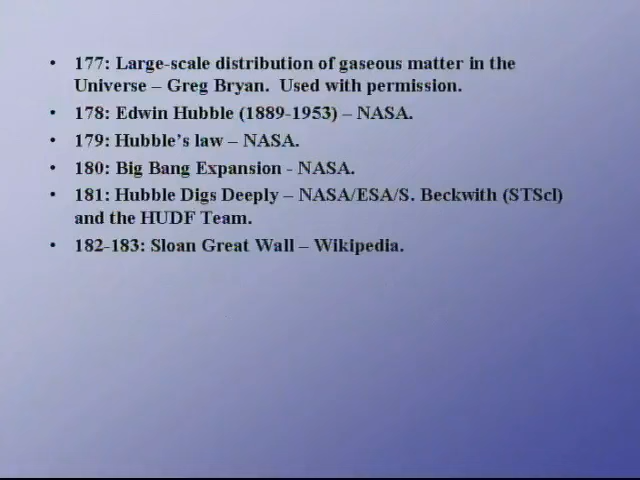 • 177: Large-scale distribution of gaseous matter in the
Universe – Greg Bryan.  Used with permission.
• 178: Edwin Hubble (1889-1953) – NASA.
• 179: Hubble's law – NASA.
• 180: Big Bang Expansion - NASA.
• 181: Hubble Digs Deeply – NASA/ESA/S. Beckwith (STScl)
and the HUDF Team.
• 182-183: Sloan Great Wall – Wikipedia.